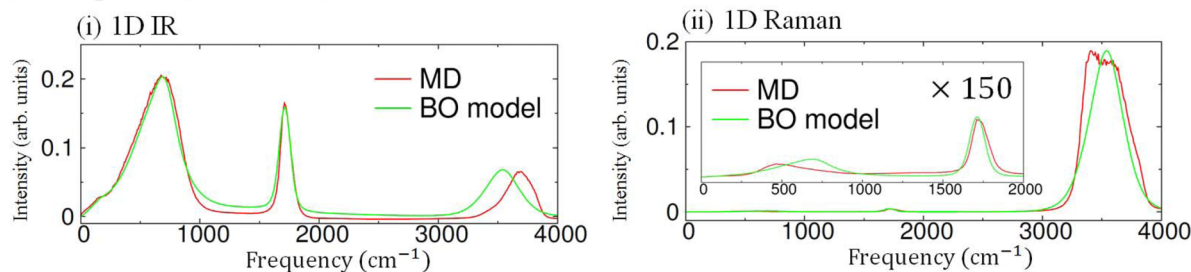 (i) 1D IR
Intensity (arb. units)
0.2
0.1
0
MD
BO model
0 1000 2000 3000 4000
Frequency (cm⁻¹)
(ii) 1D Raman
Intensity (arb. units)
0.2
0.1
0
MD
BO model
× 150
0 500 1000 1500 2000
0 1000 2000 3000 4000
Frequency (cm⁻¹)